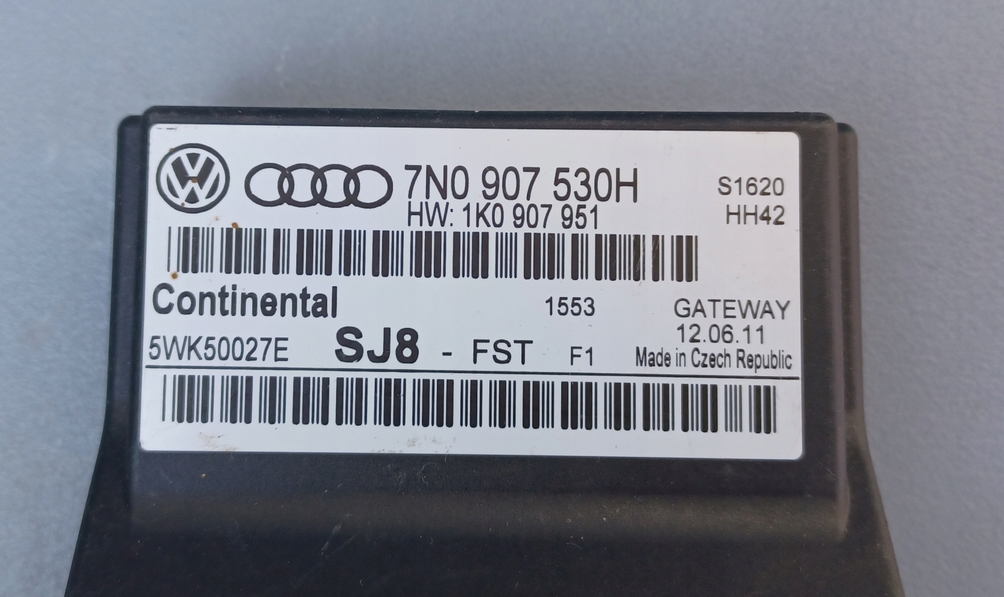 7N0 907 530H S1620
HW: 1K0 907 951 HH42
Continental 1553 GATEWAY
12.06.11
5WK50027E SJ8 - FST F1 Made in Czech Republic